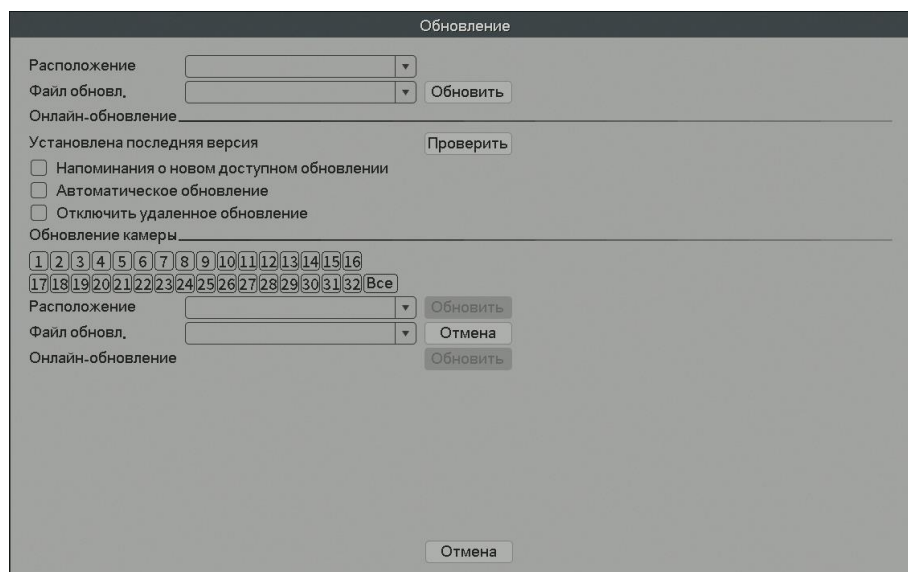 Обновление
Расположение
Файл обновл. Обновить
Онлайн-обновление
Установлена последняя версия Проверить
Напоминания о новом доступном обновлении
Автоматическое обновление
Отключить удаленное обновление
Обновление камеры
1 2 3 4 5 6 7 8 9 10 11 12 13 14 15 16
17 18 19 20 21 22 23 24 25 26 27 28 29 30 31 32 Все
Расположение Обновить
Файл обновл. Отмена
Онлайн-обновление Обновить
Отмена